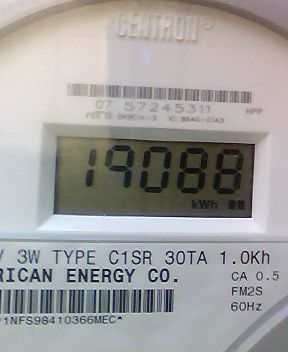 CENTRON®
07 57245311
HPP
19088
kWh
V 3W TYPE C1SR 30TA 1.0Kh
RICAN ENERGY CO.
CA 0.5
FM2S
60Hz
1NFS98410366MEC*